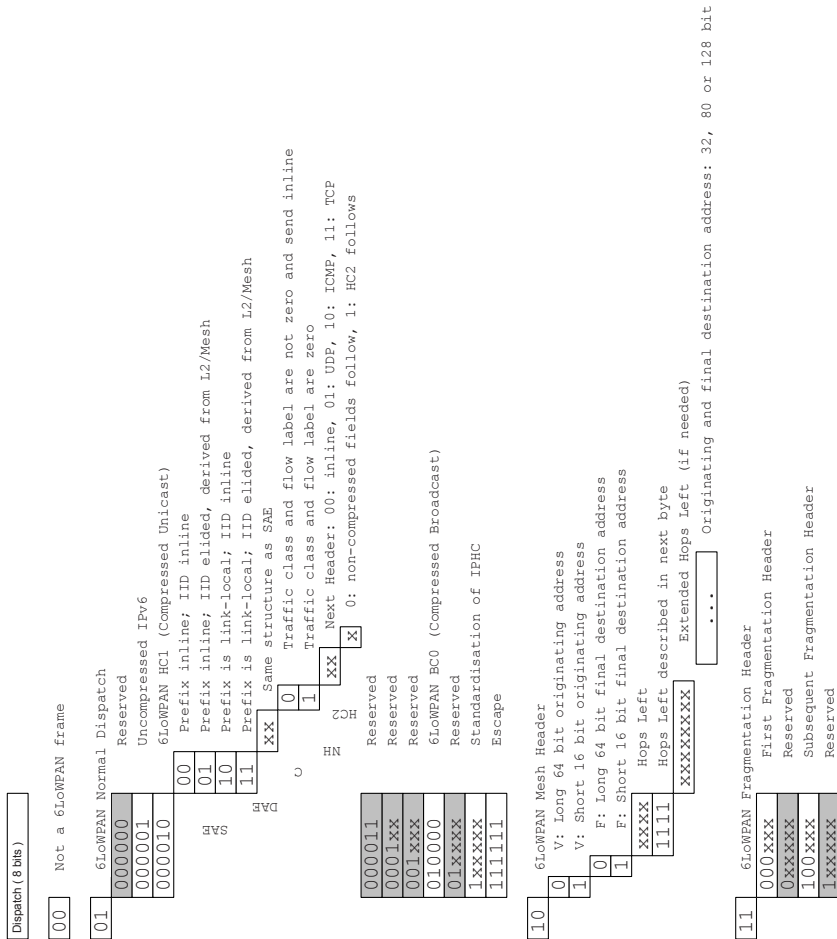 Dispatch ( 8 bits )
00 Not a 6LoWPAN frame
01 6LoWPAN Normal Dispatch
000000 Reserved
000001 Uncompressed IPv6
000010 6LoWPAN HC1 (Compressed Unicast)
SAE
00 Prefix inline; IID inline
01 Prefix inline; IID elided, derived from L2/Mesh
10 Prefix is link-local; IID inline
11 Prefix is link-local; IID elided, derived from L2/Mesh
DAE
xx Same structure as SAE
C
0 Traffic class and flow label are not zero and send inline
1 Traffic class and flow label are zero
NH
xx Next Header: 00: inline, 01: UDP, 10: ICMP, 11: TCP
HC2
x 0: non-compressed fields follow, 1: HC2 follows
000011 Reserved
0001xx Reserved
001xxx Reserved
010000 6LoWPAN BC0 (Compressed Broadcast)
01xxxx Reserved
1xxxxx Standardisation of IPHC
111111 Escape
10 6LoWPAN Mesh Header
0 V: Long 64 bit originating address
1 V: Short 16 bit originating address
0 F: Long 64 bit final destination address
1 F: Short 16 bit final destination address
xxxx Hops Left
1111 Hops Left described in next byte
xxxxxxxx Extended Hops Left (if needed)
... Originating and final destination address: 32, 80 or 128 bit
11 6LoWPAN Fragmentation Header
000xxx First Fragmentation Header
0xxxxx Reserved
100xxx Subsequent Fragmentation Header
1xxxxx Reserved